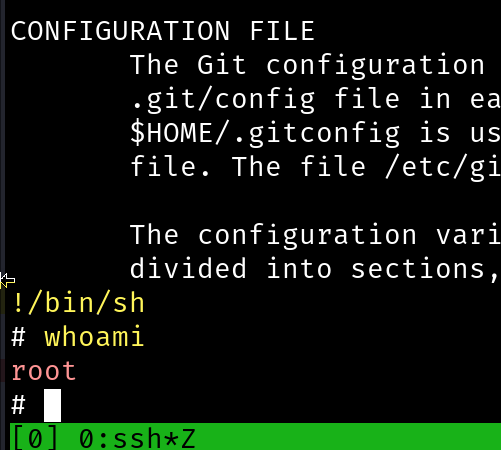 CONFIGURATION FILE
The Git configuration
.git/config file in ea
$HOME/.gitconfig is us
file. The file /etc/gi
The configuration vari
divided into sections,
!/bin/sh
# whoami
root
#
[0] 0:ssh*Z